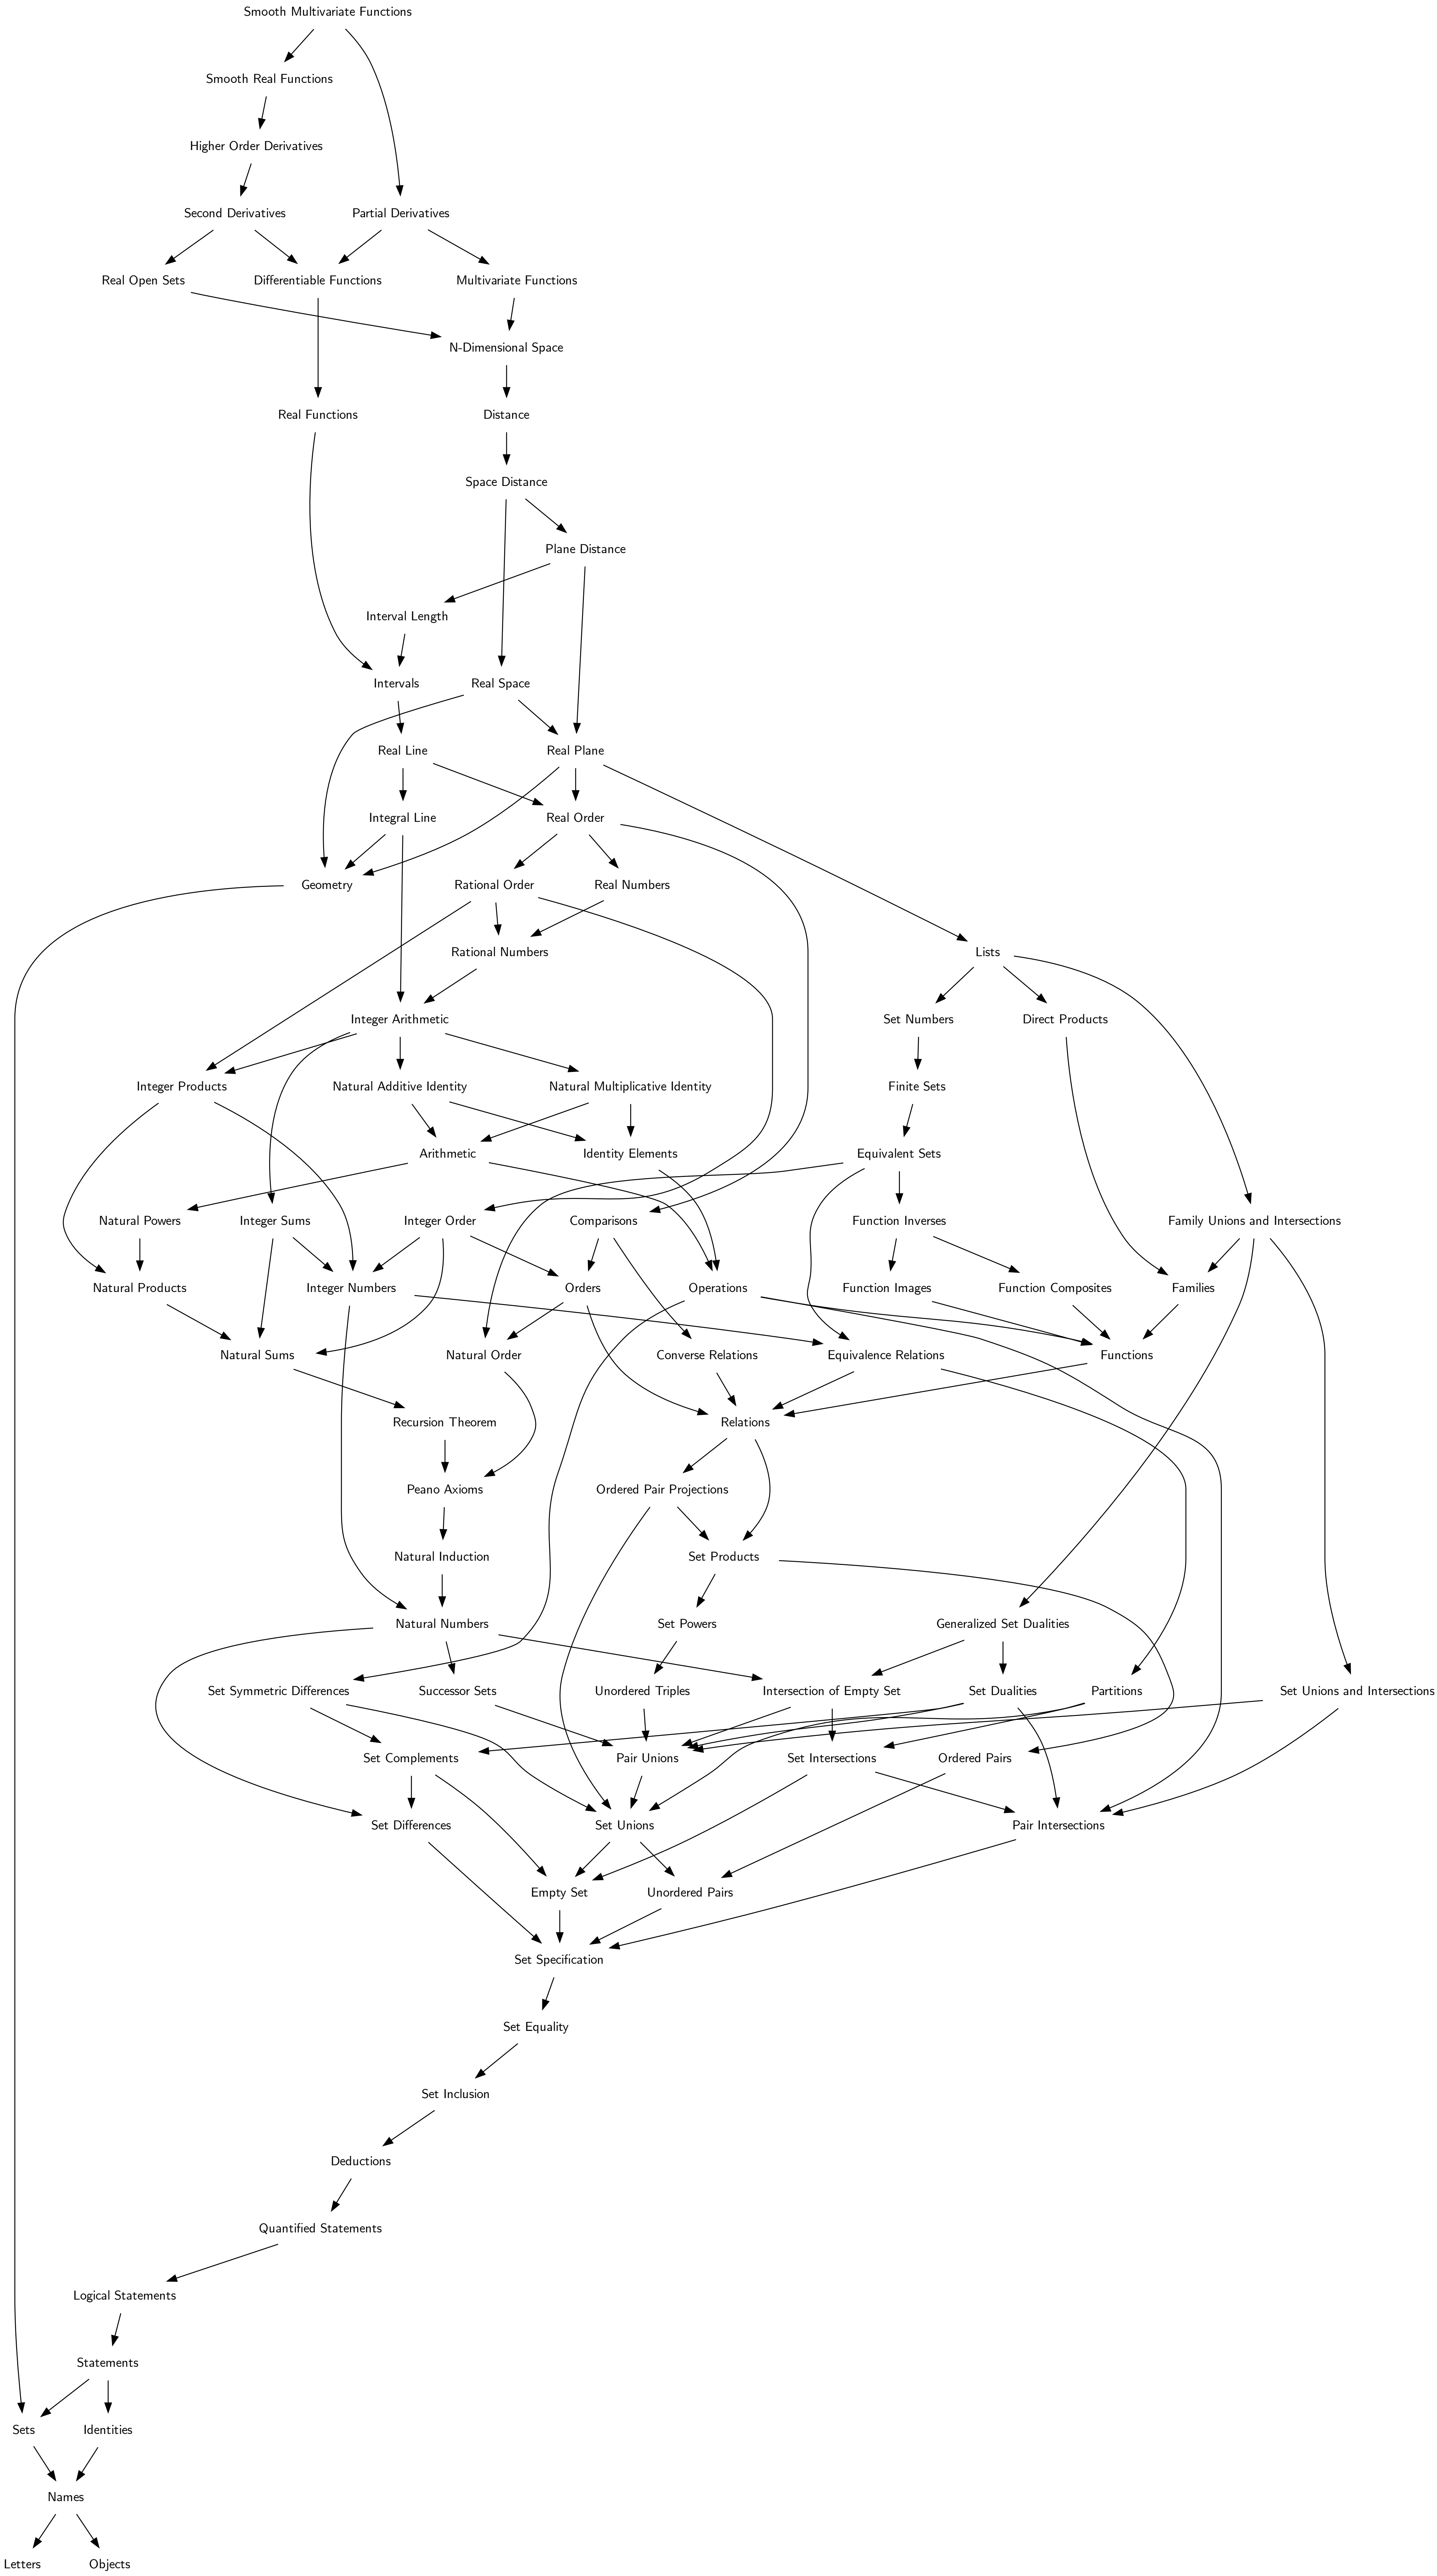 Smooth Multivariate Functions
Smooth Real Functions
Higher Order Derivatives
Second Derivatives
Partial Derivatives
Real Open Sets
Differentiable Functions
Multivariate Functions
N-Dimensional Space
Real Functions
Distance
Space Distance
Plane Distance
Interval Length
Intervals
Real Space
Real Line
Real Plane
Integral Line
Real Order
Geometry
Rational Order
Real Numbers
Rational Numbers
Lists
Integer Arithmetic
Set Numbers
Direct Products
Integer Products
Natural Additive Identity
Natural Multiplicative Identity
Finite Sets
Arithmetic
Identity Elements
Equivalent Sets
Natural Powers
Integer Sums
Integer Order
Comparisons
Function Inverses
Family Unions and Intersections
Natural Products
Integer Numbers
Orders
Operations
Function Images
Function Composites
Families
Natural Sums
Natural Order
Converse Relations
Equivalence Relations
Functions
Recursion Theorem
Relations
Peano Axioms
Ordered Pair Projections
Natural Induction
Set Products
Natural Numbers
Set Powers
Generalized Set Dualities
Set Symmetric Differences
Successor Sets
Unordered Triples
Intersection of Empty Set
Set Dualities
Partitions
Set Unions and Intersections
Set Complements
Pair Unions
Set Intersections
Ordered Pairs
Set Differences
Set Unions
Pair Intersections
Empty Set
Unordered Pairs
Set Specification
Set Equality
Set Inclusion
Deductions
Quantified Statements
Logical Statements
Statements
Sets
Identities
Names
Letters
Objects